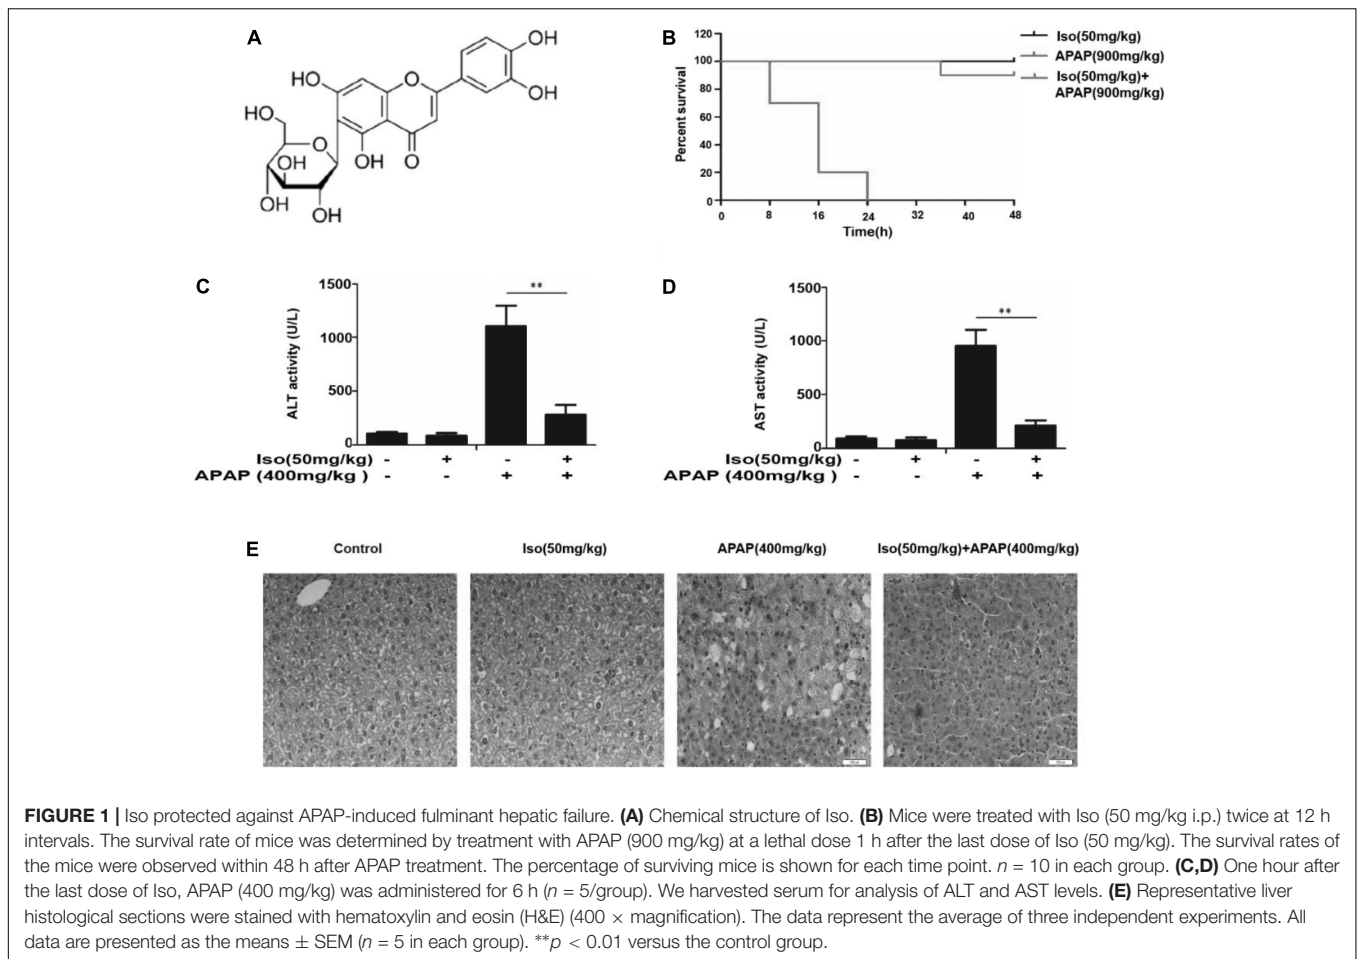 A
OH
OH
HO
O
HO
O
OH
OH
O
OH
OH
B
120
100
80
60
40
20
0
Percent survival
0 8 16 24 32 40 48
Time(h)
Iso(50mg/kg)
APAP(900mg/kg)
Iso(50mg/kg)+
APAP(900mg/kg)
C
1500
1000
500
0
ALT activity (U/L)
**
Iso(50mg/kg) - + - +
APAP (400mg/kg ) - - + +
D
1500
1000
500
0
AST activity (U/L)
**
Iso(50mg/kg) - + - +
APAP (400mg/kg ) - - + +
E
Control Iso(50mg/kg) APAP(400mg/kg) Iso(50mg/kg)+APAP(400mg/kg)
FIGURE 1 | Iso protected against APAP-induced fulminant hepatic failure. (A) Chemical structure of Iso. (B) Mice were treated with Iso (50 mg/kg i.p.) twice at 12 h
intervals. The survival rate of mice was determined by treatment with APAP (900 mg/kg) at a lethal dose 1 h after the last dose of Iso (50 mg/kg). The survival rates of
the mice were observed within 48 h after APAP treatment. The percentage of surviving mice is shown for each time point. n = 10 in each group. (C,D) One hour after
the last dose of Iso, APAP (400 mg/kg) was administered for 6 h (n = 5/group). We harvested serum for analysis of ALT and AST levels. (E) Representative liver
histological sections were stained with hematoxylin and eosin (H&E) (400 × magnification). The data represent the average of three independent experiments. All
data are presented as the means ± SEM (n = 5 in each group). **p < 0.01 versus the control group.